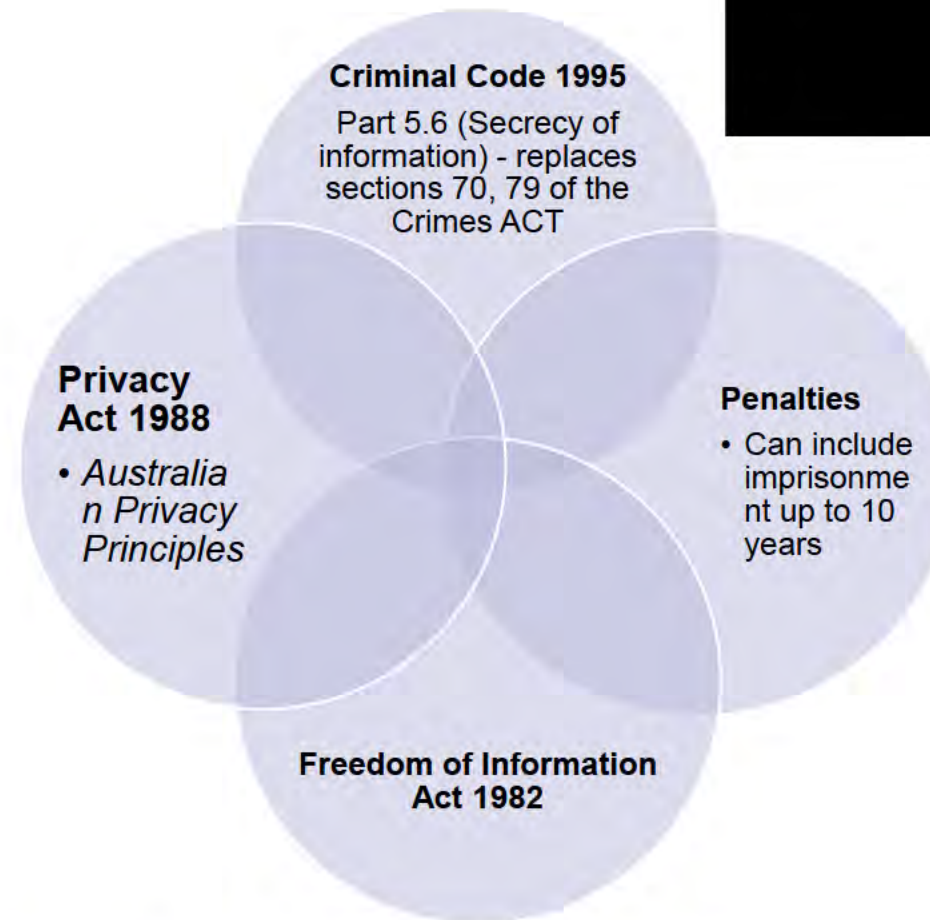 Criminal Code 1995
Part 5.6 (Secrecy of
information) - replaces
sections 70, 79 of the
Crimes ACT
Privacy
Act 1988
• Australia
n Privacy
Principles
Penalties
• Can include
imprisonme
nt up to 10
years
Freedom of Information
Act 1982